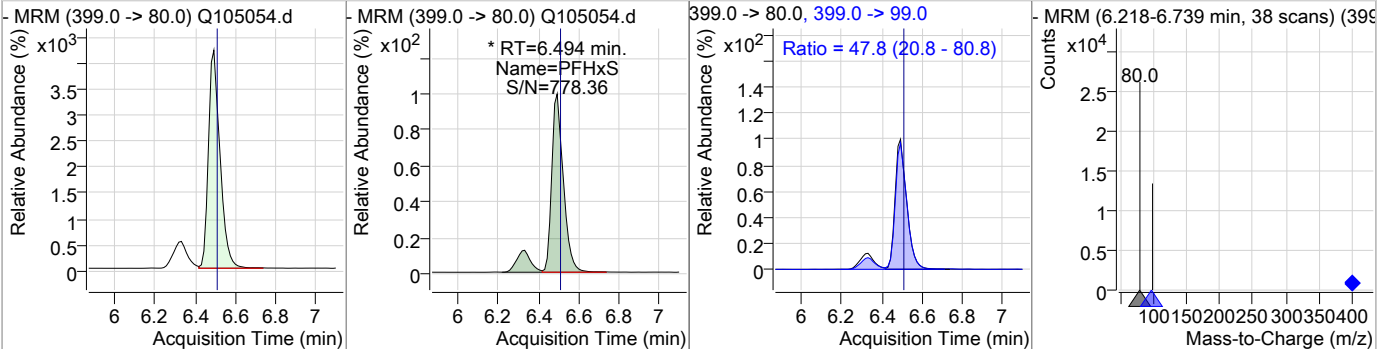 - MRM (399.0 -> 80.0) Q105054.d
Relative Abundance (%)
x10³
3.5
3
2.5
2
1.5
1
0.5
0
6 6.2 6.4 6.6 6.8 7
Acquisition Time (min)
- MRM (399.0 -> 80.0) Q105054.d
Relative Abundance (%)
x10²
* RT=6.494 min.
Name=PFHxS
S/N=778.36
1
0.8
0.6
0.4
0.2
0
6 6.2 6.4 6.6 6.8 7
Acquisition Time (min)
399.0 -> 80.0, 399.0 -> 99.0
Relative Abundance (%)
x10²
Ratio = 47.8 (20.8 - 80.8)
1.4
1.2
1
0.8
0.6
0.4
0.2
0
6 6.2 6.4 6.6 6.8 7
Acquisition Time (min)
- MRM (6.218-6.739 min, 38 scans) (399
Counts
x10⁴
80.0
2.5
2
1.5
1
0.5
0
100 150 200 250 300 350 400
Mass-to-Charge (m/z)